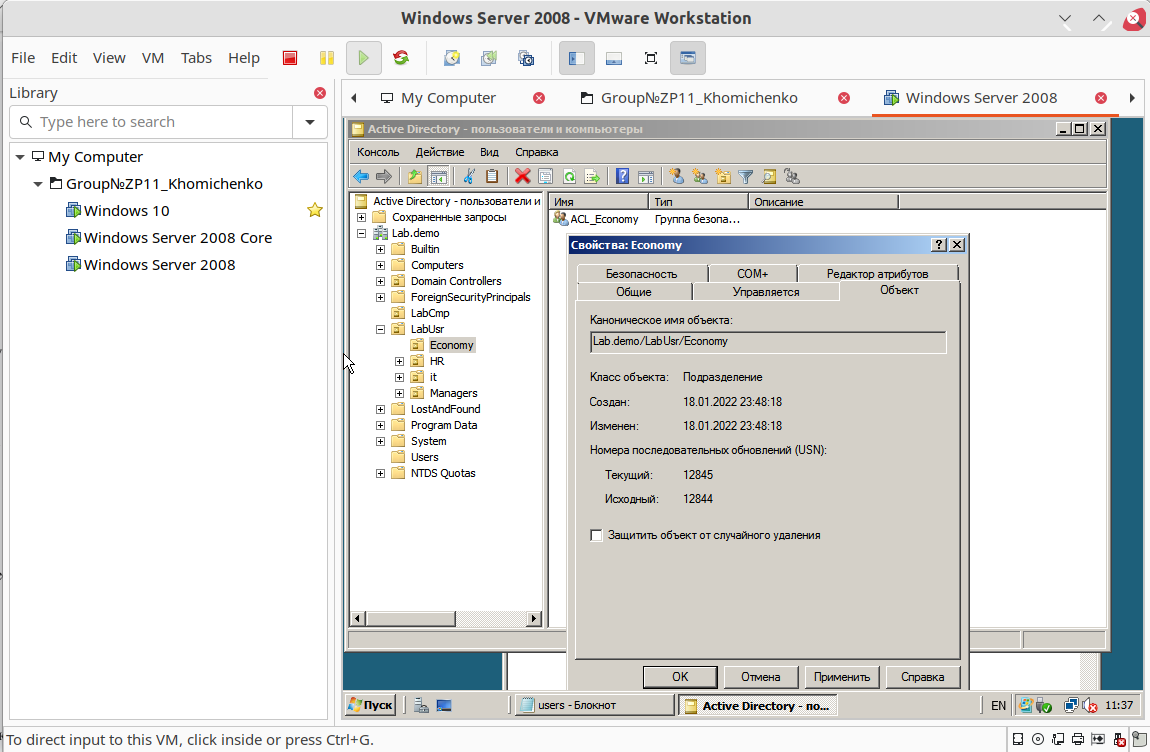 Windows Server 2008 - VMware Workstation
File Edit View VM Tabs Help
Library
Type here to search
My Computer
Group№ZP11_Khomichenko
Windows 10
Windows Server 2008 Core
Windows Server 2008
My Computer Group№ZP11_Khomichenko Windows Server 2008
Active Directory - пользователи и компьютеры
Консоль Действие Вид Справка
Active Directory - пользователи и
Сохраненные запросы
Lab.demo
Builtin
Computers
Domain Controllers
ForeignSecurityPrincipals
LabCmp
LabUsr
Economy
HR
it
Managers
LostAndFound
Program Data
System
Users
NTDS Quotas
Имя Тип Описание
ACL_Economy Группа безопа...
Свойства: Economy
Безопасность COM+ Редактор атрибутов
Общие Управляется Объект
Каноническое имя объекта:
Lab.demo/LabUsr/Economy
Класс объекта: Подразделение
Создан: 18.01.2022 23:48:18
Изменен: 18.01.2022 23:48:18
Номера последовательных обновлений (USN):
Текущий: 12845
Исходный: 12844
Защитить объект от случайного удаления
OK Отмена Применить Справка
Пуск users - Блокнот Active Directory - по... EN 11:37
To direct input to this VM, click inside or press Ctrl+G.